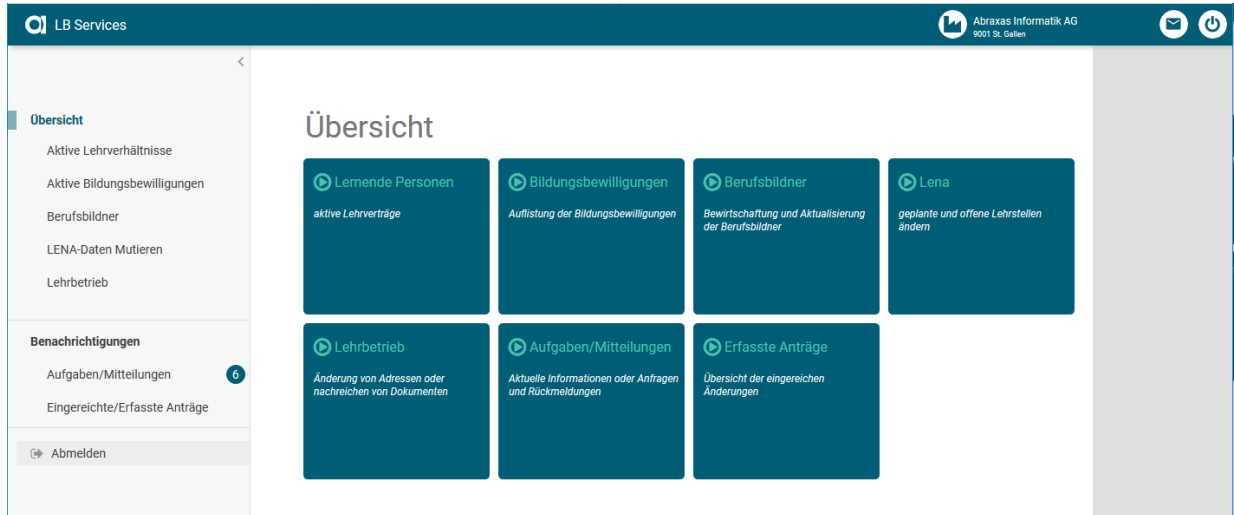 LB Services
Abraxas Informatik AG
9001 St. Gallen
Übersicht
Aktive Lehrverhältnisse
Aktive Bildungsbewilligungen
Berufsbildner
LENA-Daten Mutieren
Lehrbetrieb
Benachrichtigungen
Aufgaben/Mitteilungen
6
Eingereichte/Erfasste Anträge
Abmelden
Übersicht
Lernende Personen
aktive Lehrverträge
Bildungsbewilligungen
Auflistung der Bildungsbewilligungen
Berufsbildner
Bewirtschaftung und Aktualisierung
der Berufsbildner
Lena
geplante und offene Lehrstellen
ändern
Lehrbetrieb
Änderung von Adressen oder
nachreichen von Dokumenten
Aufgaben/Mitteilungen
Aktuelle Informationen oder Anfragen
und Rückmeldungen
Erfasste Anträge
Übersicht der eingereichen
Änderungen